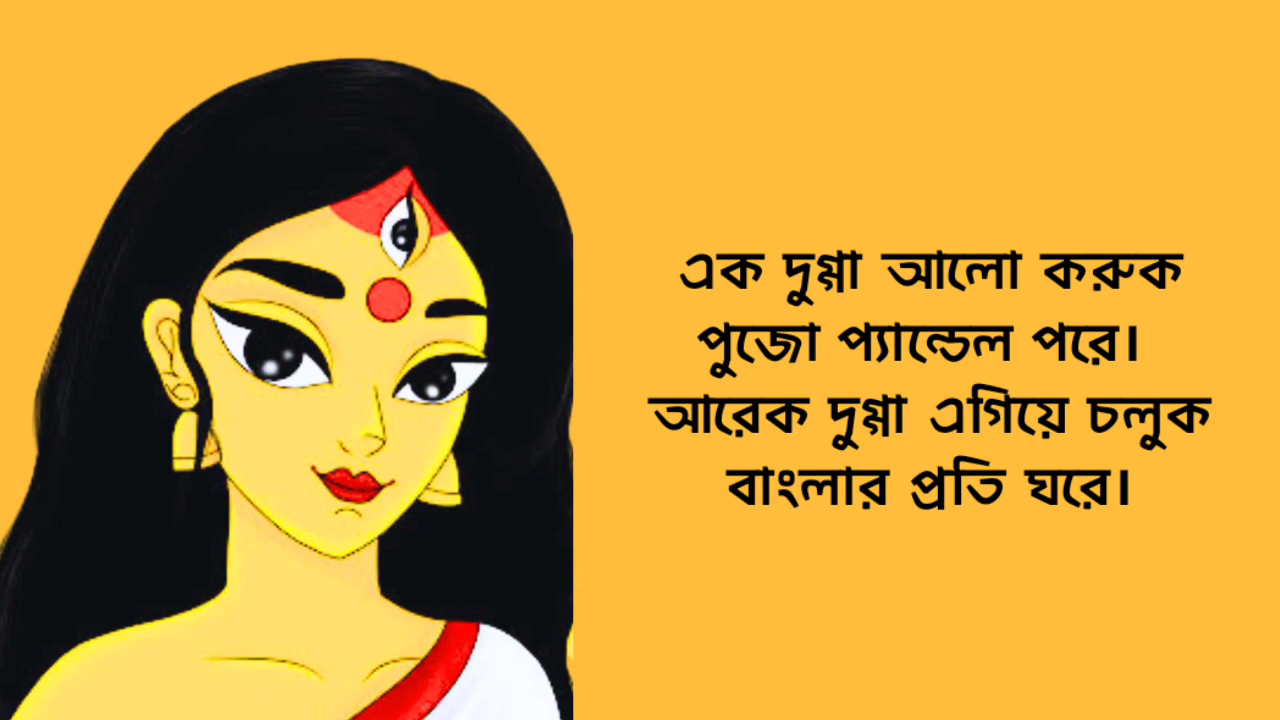 এক দুগ্গা আলো করুক
পুজো প্যান্ডেল পরে।
আরেক দুগ্গা এগিয়ে চলুক
বাংলার প্রতি ঘরে।